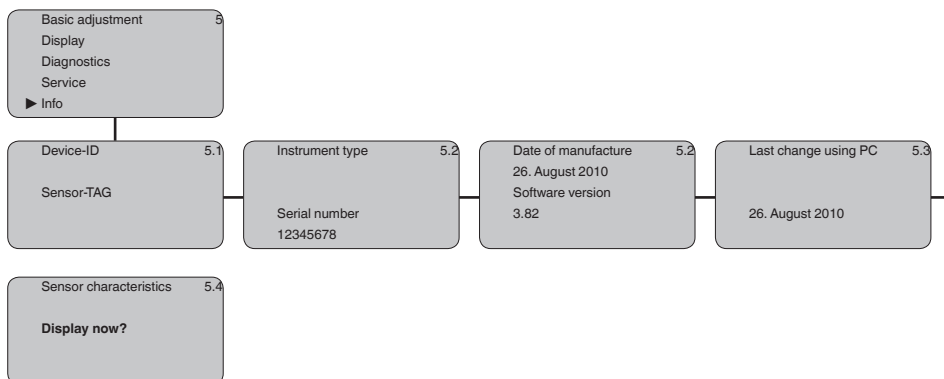 Basic adjustment 5
Display
Diagnostics
Service
▶ Info
Device-ID 5.1
Sensor-TAG
Instrument type 5.2
Serial number
12345678
Date of manufacture 5.2
26. August 2010
Software version
3.82
Last change using PC 5.3
26. August 2010
Sensor characteristics 5.4
Display now?